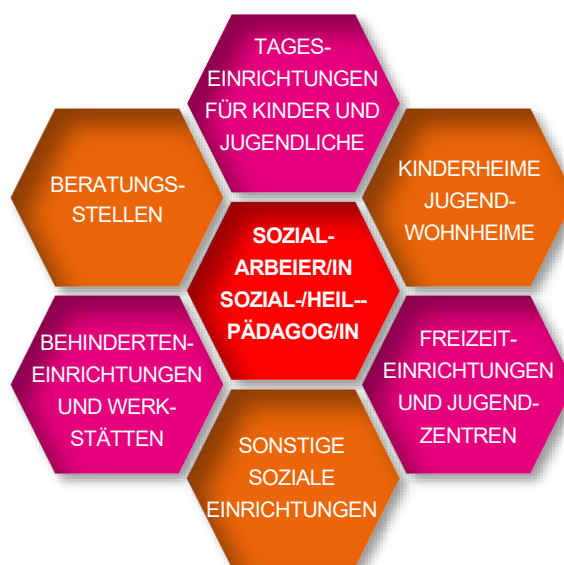 TAGES-
EINRICHTUNGEN
FÜR KINDER UND
JUGENDLICHE
BERATUNGS-
STELLEN
KINDERHEIME
JUGEND-
WOHNHEIME
SOZIAL-
ARBEIER/IN
SOZIAL-/HEIL--
PÄDAGOG/IN
BEHINDERTEN-
EINRICHTUNGEN
UND WERK-
STÄTTEN
FREIZEIT-
EINRICHTUNGEN
UND JUGEND-
ZENTREN
SONSTIGE
SOZIALE
EINRICHTUNGEN